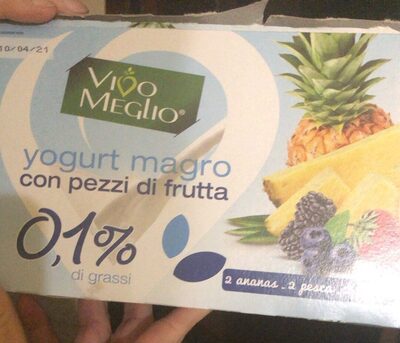 10/04/21
VIVO
MEGLIO®
yogurt magro
con pezzi di frutta
0,1%
di grassi
2 ananas - 2 pesca